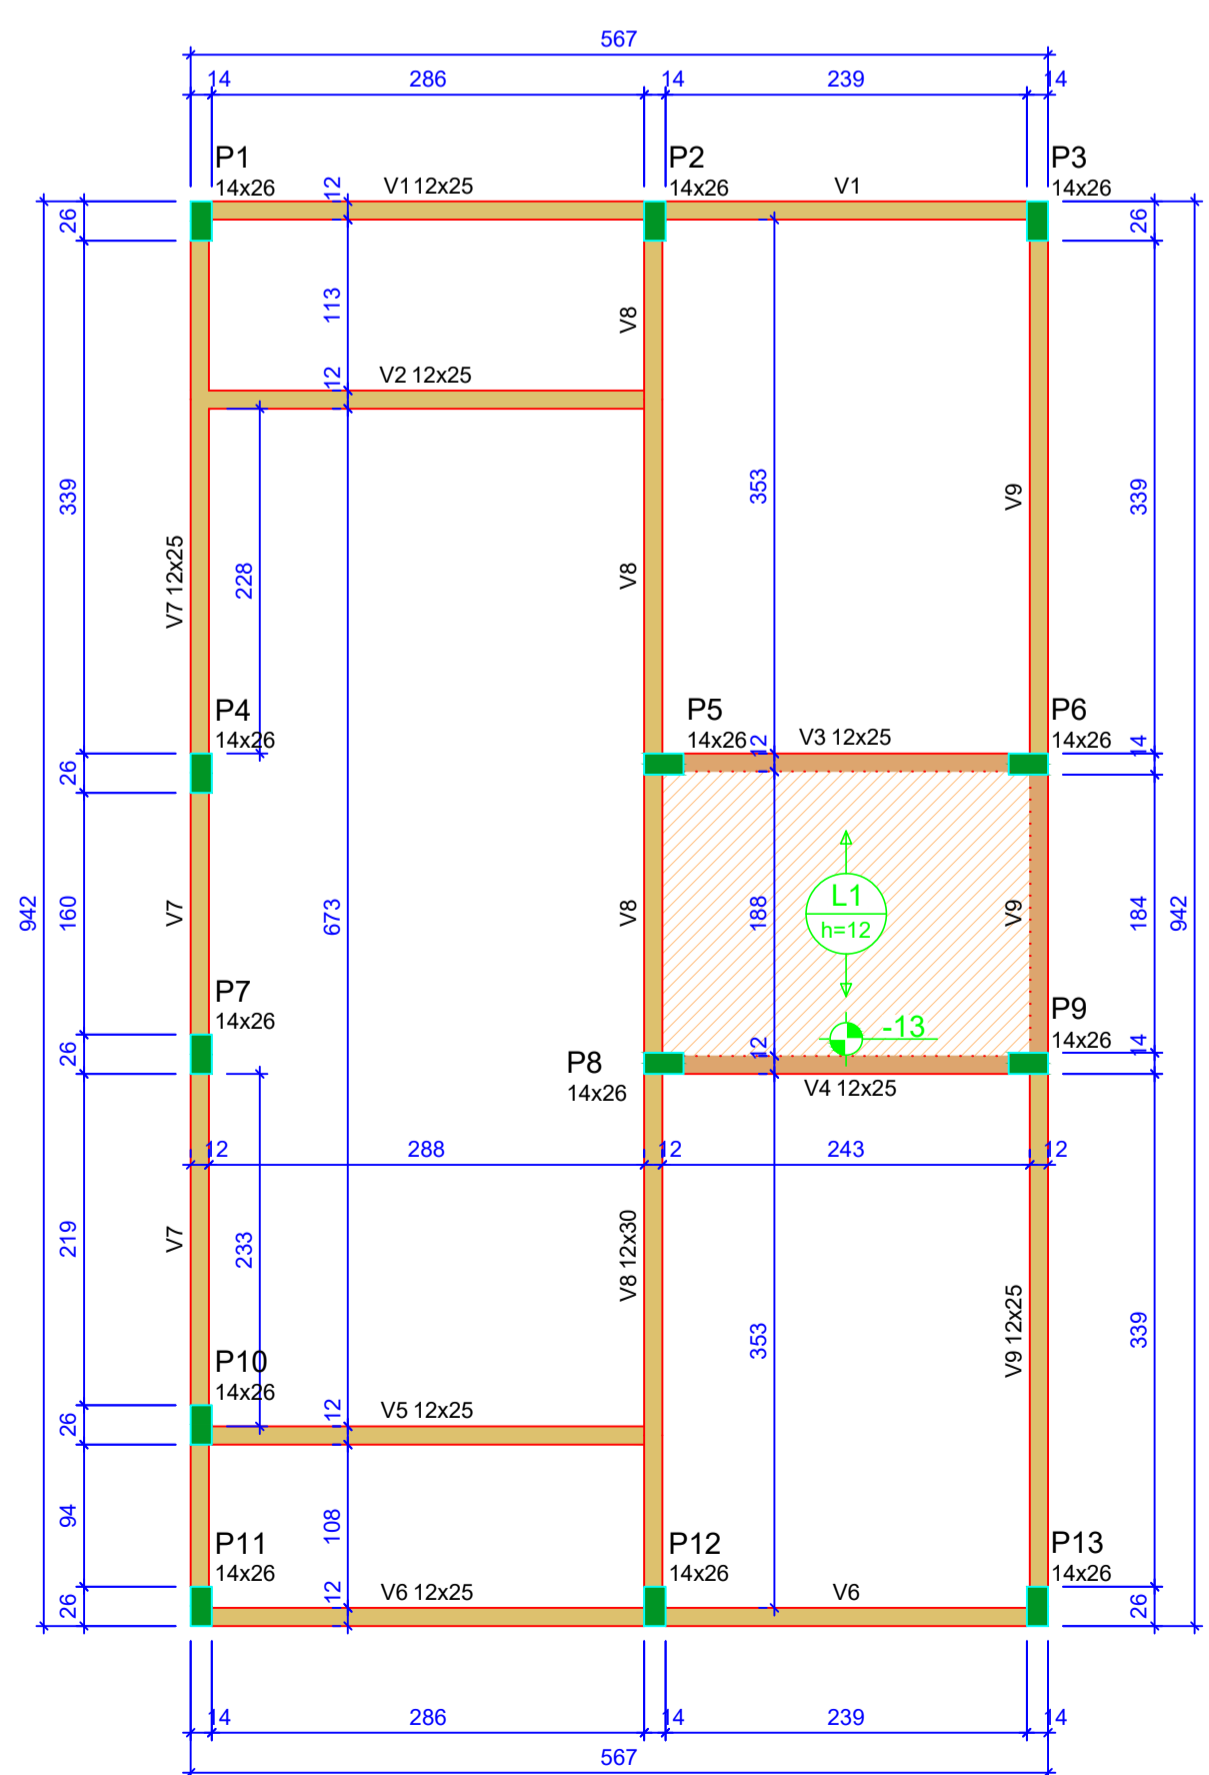 567
14 286 14 239 14
P1 P2 P3
14x26 12 V1 12x25 14x26 V1 14x26
26 26
113 V8
12 V2 12x25
339 353 V9 339
V7 12x25 228 V8
P4 P5 P6
14x26 14x26 12 V3 12x25 14x26 14
26
L1
942 160 V7 673 V8 188 V9 184 942
h=12
P7 P9
14x26 -13 14x26
26 P8 12 14
14x26 V4 12x25
12 288 12 243 12
219 V7 233 V8 12x30
353 V9 12x25 339
P10
14x26
26 12 V5 12x25
94 108
P11 P12 P13
14x26 14x26 14x26
26 12 V6 12x25 V6 26
14 286 14 239 14
567